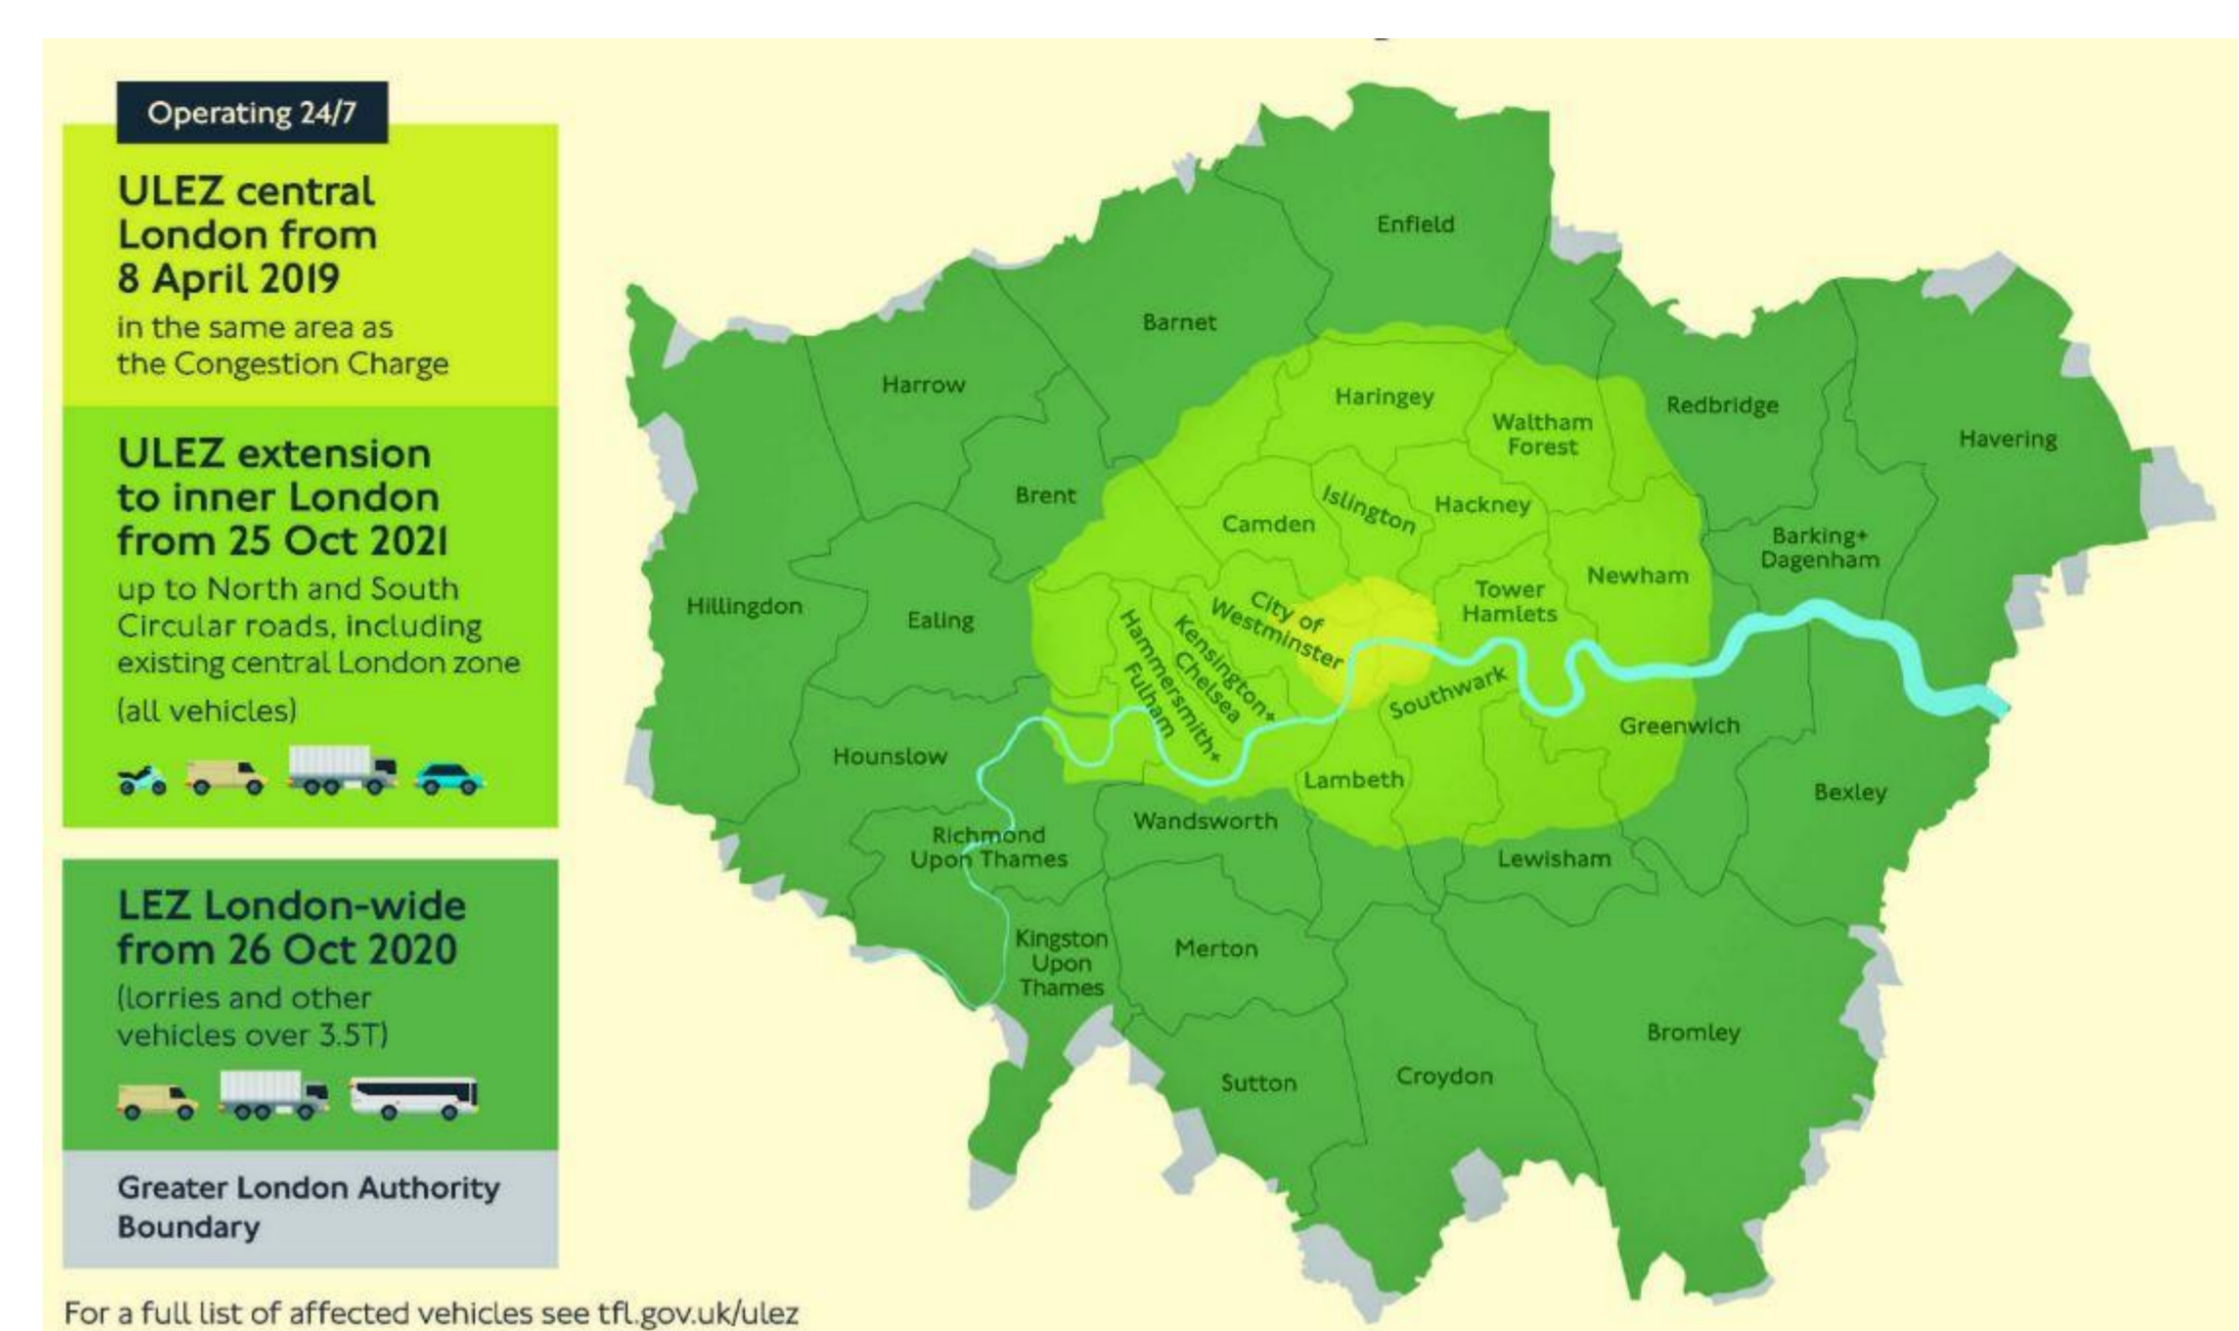 Operating 24/7
ULEZ central
London from
8 April 2019
in the same area as
the Congestion Charge
ULEZ extension
to inner London
from 25 Oct 2021
up to North and South
Circular roads, including
existing central London zone
(all vehicles)
LEZ London-wide
from 26 Oct 2020
(lorries and other
vehicles over 3.5T)
Greater London Authority
Boundary
For a full list of affected vehicles see tfl.gov.uk/ulez
Enfield
Barnet
Harrow
Haringey
Waltham
Forest
Redbridge
Havering
Brent
Camden
Islington
Hackney
Barking+
Dagenham
Newham
Tower
Hamlets
Hillingdon
Ealing
City of
Westminster
Kensington+
Chelsea
Hammersmith+
Fulham
Southwark
Greenwich
Hounslow
Lambeth
Bexley
Richmond
Upon Thames
Wandsworth
Lewisham
Kingston
Upon
Thames
Merton
Bromley
Sutton
Croydon